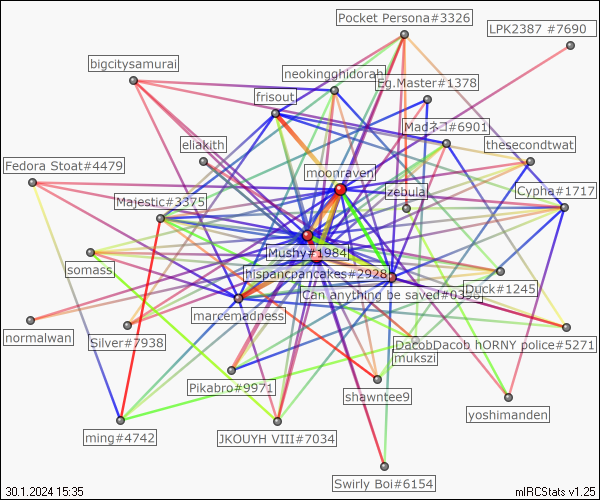 Pocket Persona#3326
LPK2387 #7690
bigcitysamurai
neokingghidorah
Eg.Master#1378
frisout
Madネコ#6901
eliakith
thesecondtwat
Fedora Stoat#4479
moonraven
zebula
Cypha#1717
Majestic#3375
Mushy#1984
somass
hispancpancakes#2928
Duck#1245
Can anything be saved#0398
marcemadness
normalwan
Silver#7938
DacobDacob hORNY police#5271
mukszi
Pikabro#9971
shawntee9
yoshimanden
ming#4742
JKOUYH VIII#7034
Swirly Boi#6154
30.1.2024 15:35
mIRCStats v1.25